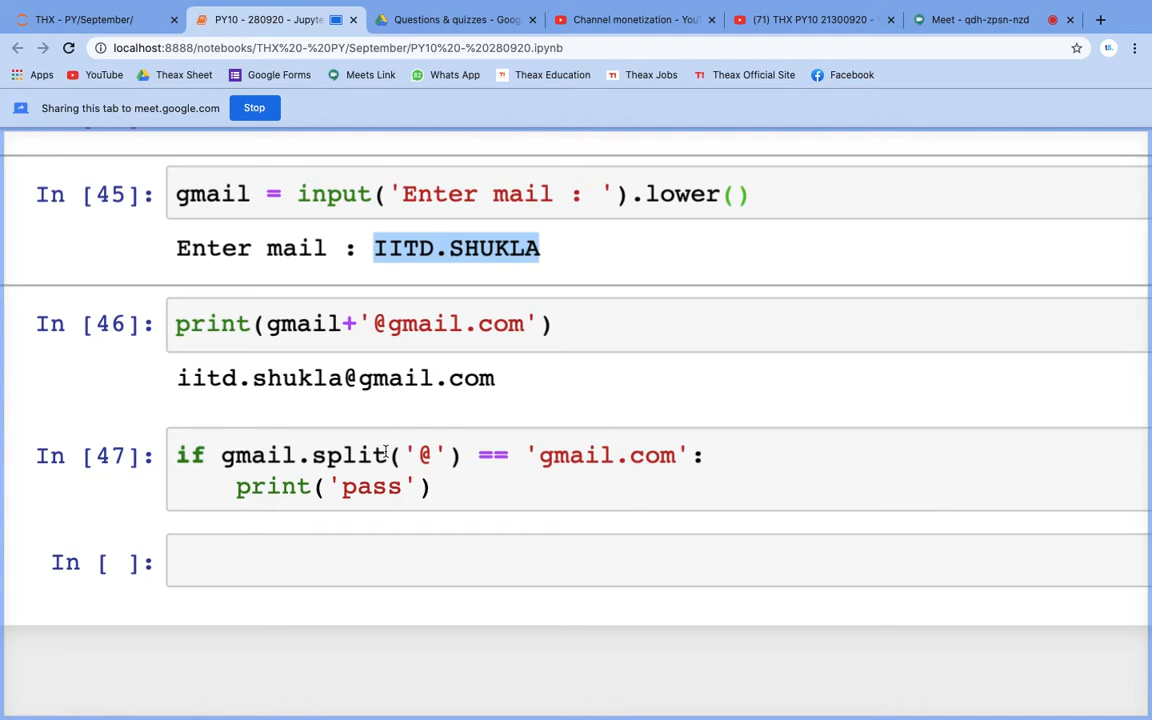 THX - PY/September/
PY10 - 280920 - Jupyte
Questions & quizzes - Goog
Channel monetization - You
(71) THX PY10 21300920 -
Meet - qdh-zpsn-nzd
localhost:8888/notebooks/THX%20-%20PY/September/PY10%20-%20280920.ipynb
Apps YouTube Theax Sheet Google Forms Meets Link Whats App Theax Education Theax Jobs Theax Official Site Facebook
Sharing this tab to meet.google.com Stop
In [45]: gmail = input('Enter mail : ').lower()
Enter mail : IITD.SHUKLA
In [46]: print(gmail+'@gmail.com')
iitd.shukla@gmail.com
In [47]: if gmail.split('@') == 'gmail.com':
print('pass')
In [ ]: